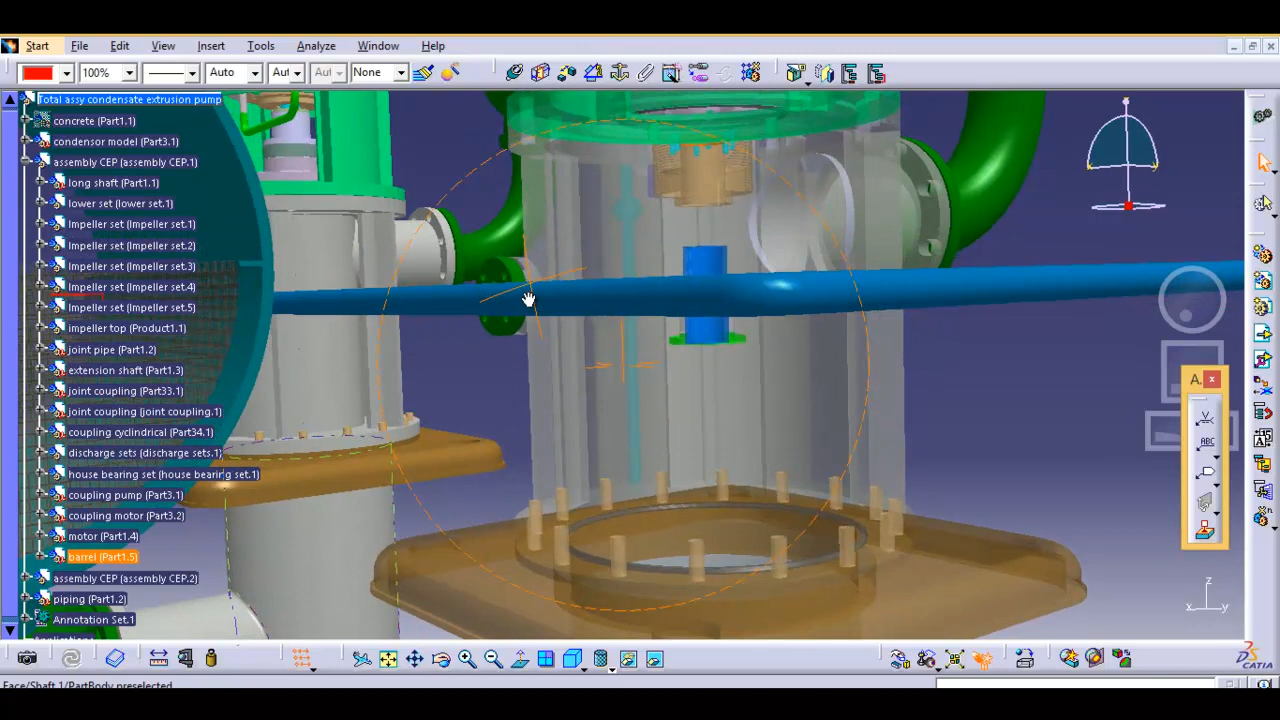 Start File Edit View Insert Tools Analyze Window Help
100% Auto Aut Aut None
Total assy condensate extrusion pump
concrete (Part1.1)
condensor model (Part3.1)
assembly CEP (assembly CEP.1)
long shaft (Part1.1)
lower set (lower set.1)
Impeller set (Impeller set.1)
Impeller set (Impeller set.2)
Impeller set (Impeller set.3)
Impeller set (Impeller set.4)
Impeller set (Impeller set.5)
impeller top (Product1.1)
joint pipe (Part1.2)
extension shaft (Part1.3)
joint coupling (Part33.1)
joint coupling (joint coupling.1)
coupling cyclindrical (Part34.1)
discharge sets (discharge sets.1)
house bearing set (house bearing set.1)
coupling pump (Part3.1)
coupling motor (Part3.2)
motor (Part1.4)
barrel (Part1.5)
assembly CEP (assembly CEP.2)
piping (Part1.2)
Annotation Set.1
Applications
A. x
ABC
z
x y
CATIA
Face/Shaft.1/PartBody preselected